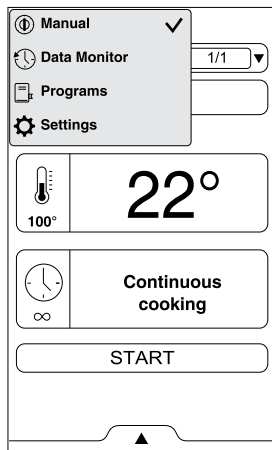 Manual
Data Monitor
1/1
Programs
Settings
100°
22°
∞
Continuous
cooking
START